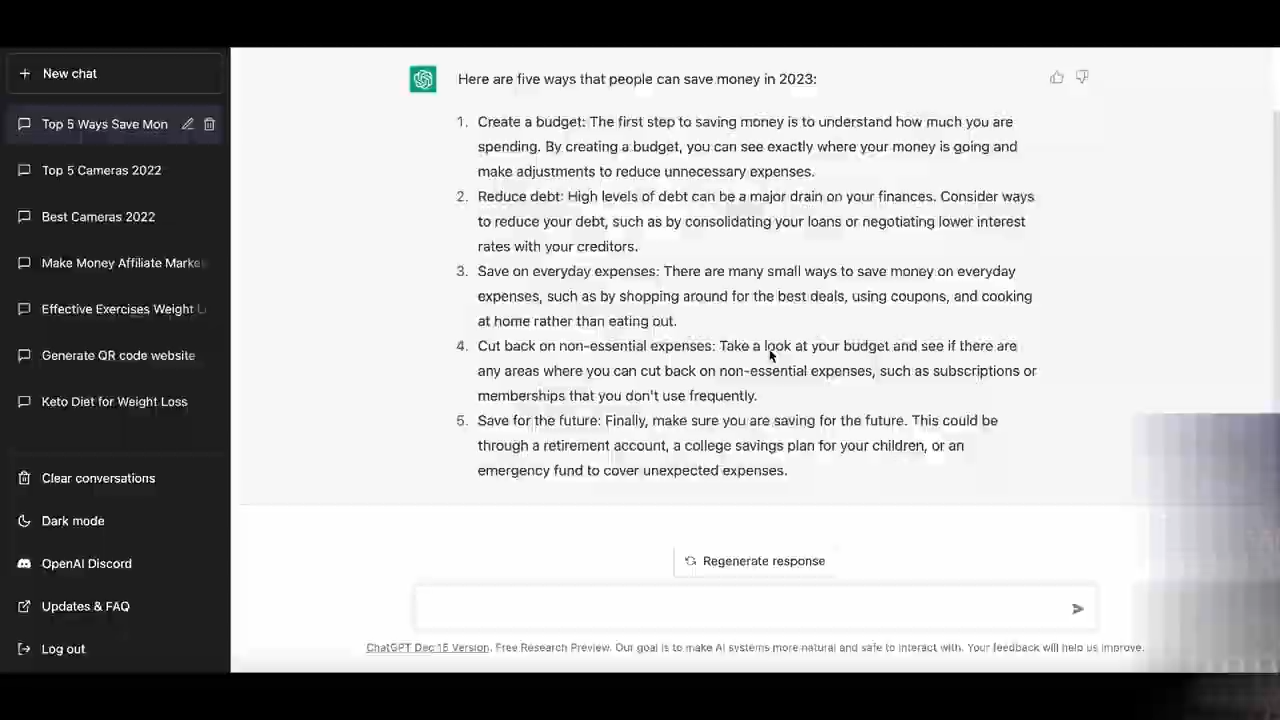 New chat
Top 5 Ways Save Mon
Top 5 Cameras 2022
Best Cameras 2022
Make Money Affiliate Marke
Effective Exercises Weight L
Generate QR code website
Keto Diet for Weight Loss
Clear conversations
Dark mode
OpenAI Discord
Updates & FAQ
Log out
Here are five ways that people can save money in 2023:
1. Create a budget: The first step to saving money is to understand how much you are
spending. By creating a budget, you can see exactly where your money is going and
make adjustments to reduce unnecessary expenses.
2. Reduce debt: High levels of debt can be a major drain on your finances. Consider ways
to reduce your debt, such as by consolidating your loans or negotiating lower interest
rates with your creditors.
3. Save on everyday expenses: There are many small ways to save money on everyday
expenses, such as by shopping around for the best deals, using coupons, and cooking
at home rather than eating out.
4. Cut back on non-essential expenses: Take a look at your budget and see if there are
any areas where you can cut back on non-essential expenses, such as subscriptions or
memberships that you don't use frequently.
5. Save for the future: Finally, make sure you are saving for the future. This could be
through a retirement account, a college savings plan for your children, or an
emergency fund to cover unexpected expenses.
Regenerate response
ChatGPT Dec 15 Version. Free Research Preview. Our goal is to make AI systems more natural and safe to interact with. Your feedback will help us improve.